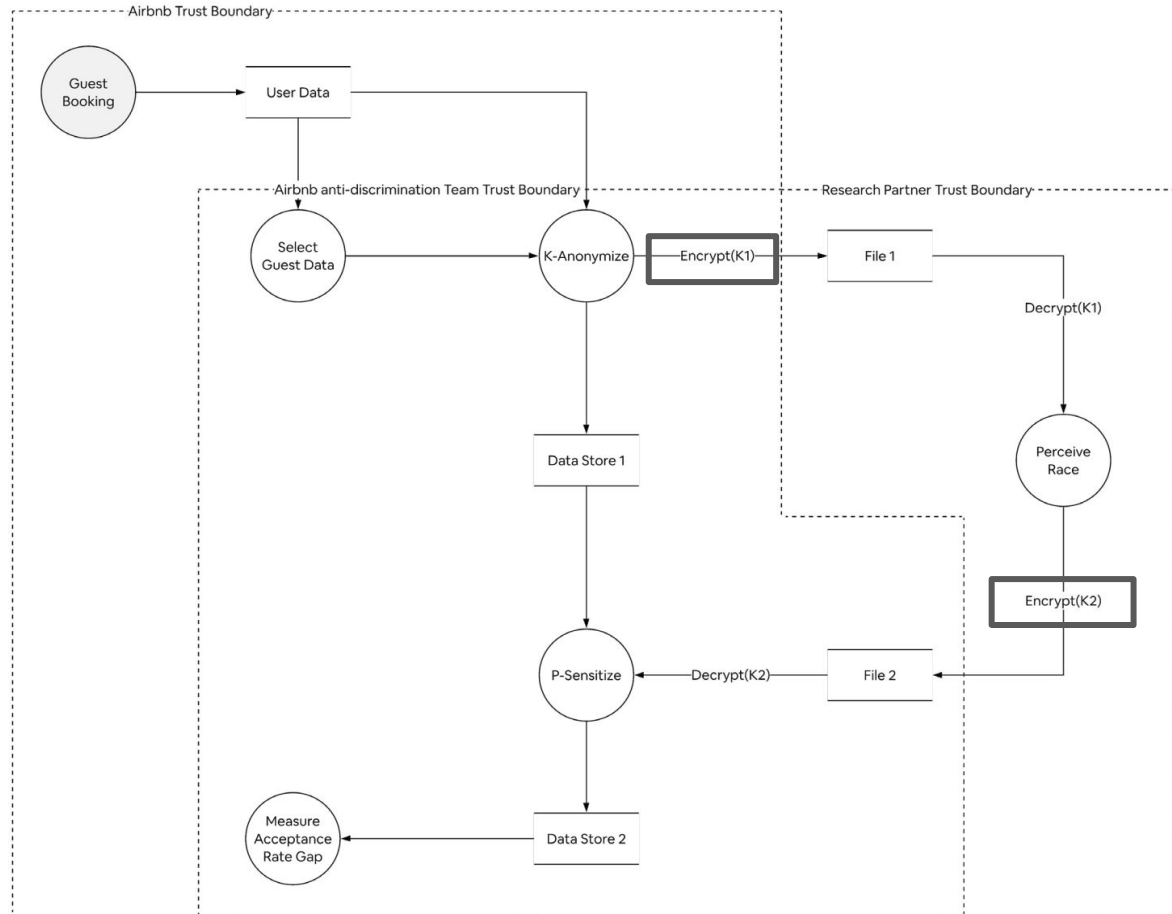 Airbnb Trust Boundary
Guest
Booking
User Data
Airbnb anti-discrimination Team Trust Boundary
Research Partner Trust Boundary
Select
Guest Data
K-Anonymize
Encrypt(K1)
File 1
Decrypt(K1)
Data Store 1
Perceive
Race
Encrypt(K2)
P-Sensitize
Decrypt(K2)
File 2
Measure
Acceptance
Rate Gap
Data Store 2